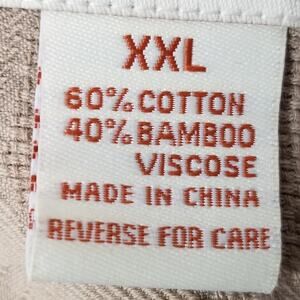 XXL
60% COTTON
40% BAMBOO
VISCOSE
MADE IN CHINA
REVERSE FOR CARE